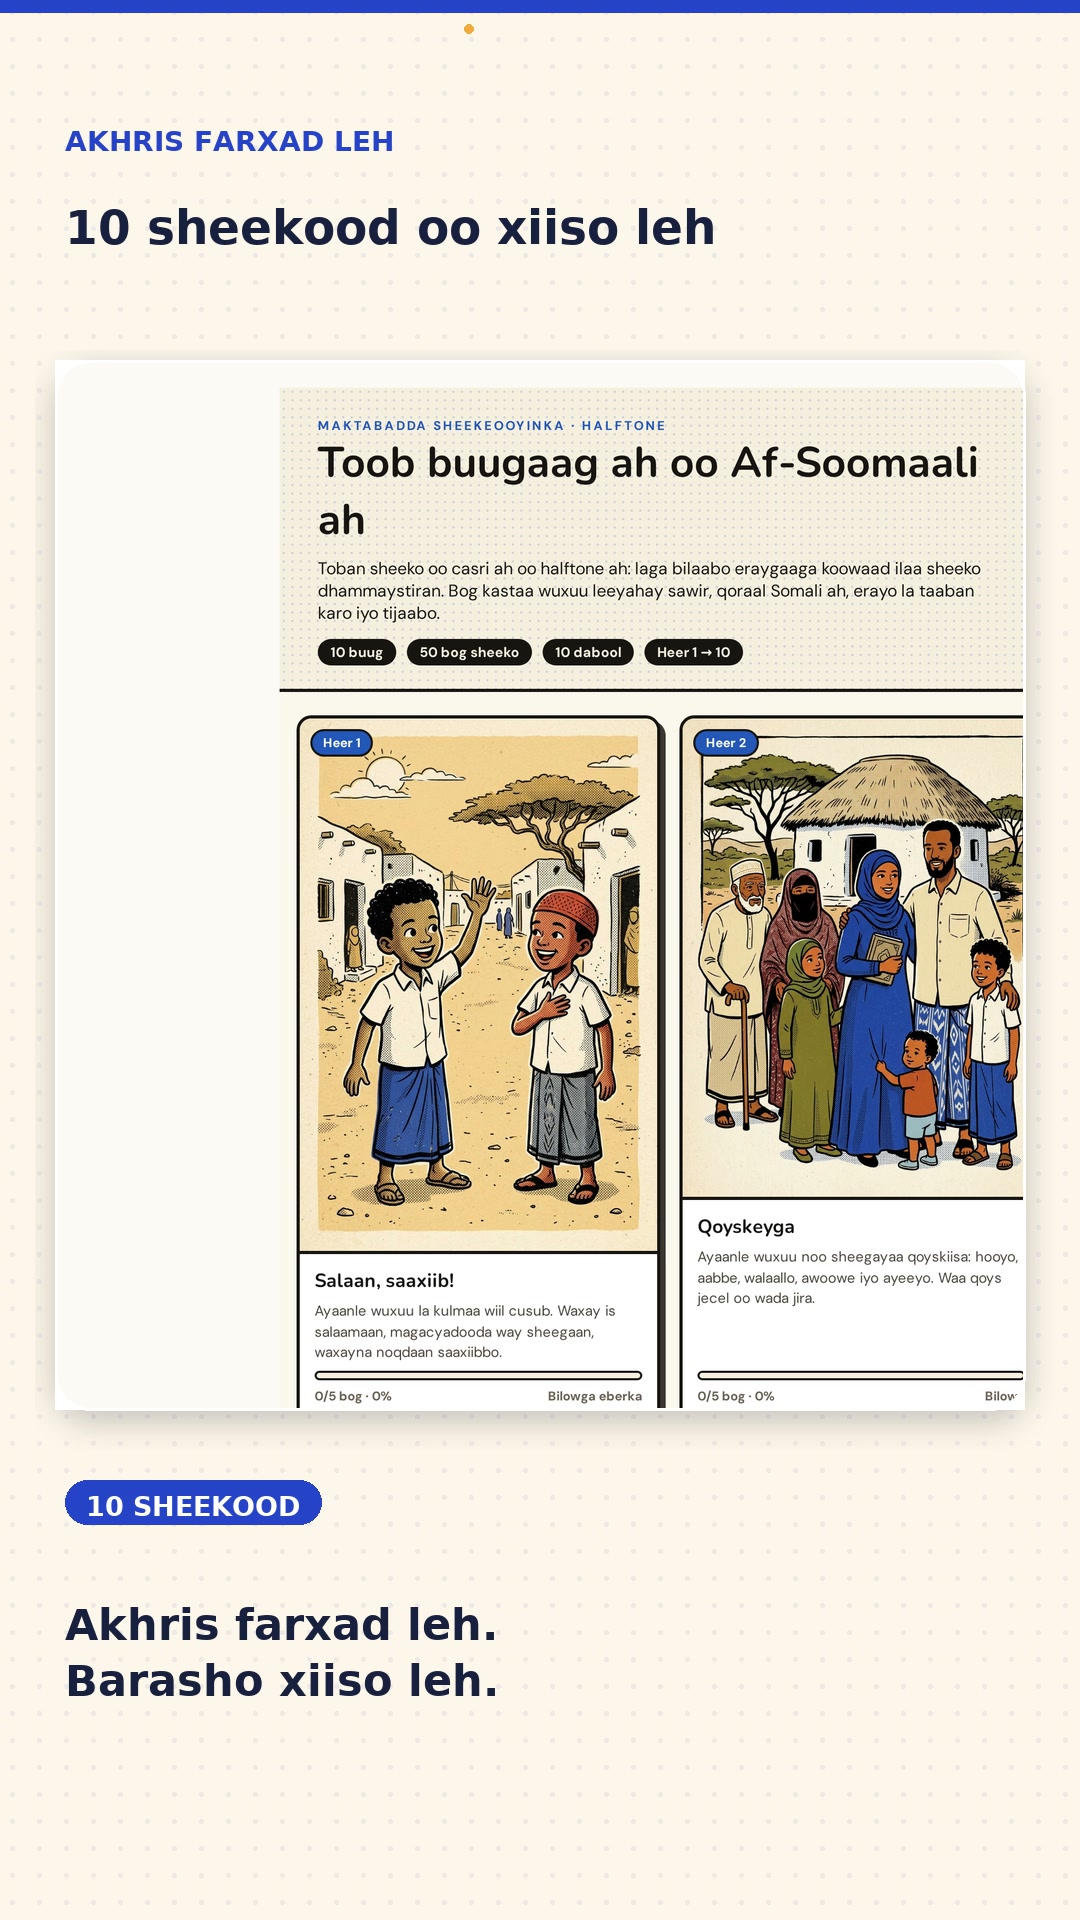 AKHRIS FARXAD LEH
10 sheekood oo xiiso leh
MAKTABADDA SHEEKEOOYINKA · HALFTONE
Toob buugaag ah oo Af-Soomaali
ah
Toban sheeko oo casri ah oo halftone ah: laga bilaabo eraygaaga koowaad ilaa sheeko
dhammaystiran. Bog kastaa wuxuu leeyahay sawir, qoraal Somali ah, erayo la taaban
karo iyo tijaabo.
10 buug 50 bog sheeko 10 dabool Heer 1 → 10
Heer 1
Salaan, saaxiib!
Ayaanle wuxuu la kulmaa wiil cusub. Waxay is
salaamaan, magacyadooda way sheegaan,
waxayna noqdaan saaxiibbo.
0/5 bog · 0% Bilowga eberka
Heer 2
Qoyskeyga
Ayaanle wuxuu noo sheegayaa qoyskiisa: hooyo,
aabbe, walaallo, awoowe iyo ayeeyo. Waa qoys
jecel oo wada jira.
0/5 bog · 0%
10 SHEEKOOD
Akhris farxad leh.
Barasho xiiso leh.